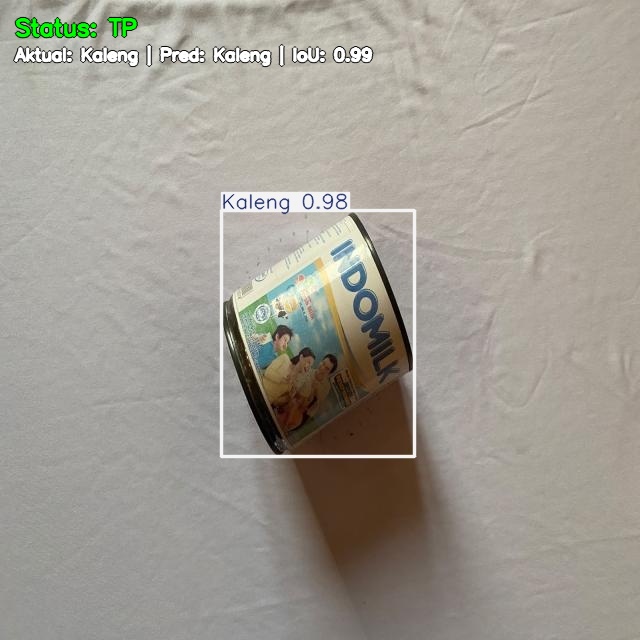 Status: TP
Aktual: Kaleng | Pred: Kaleng | IoU: 0.99
Kaleng 0.98
INDOMILK